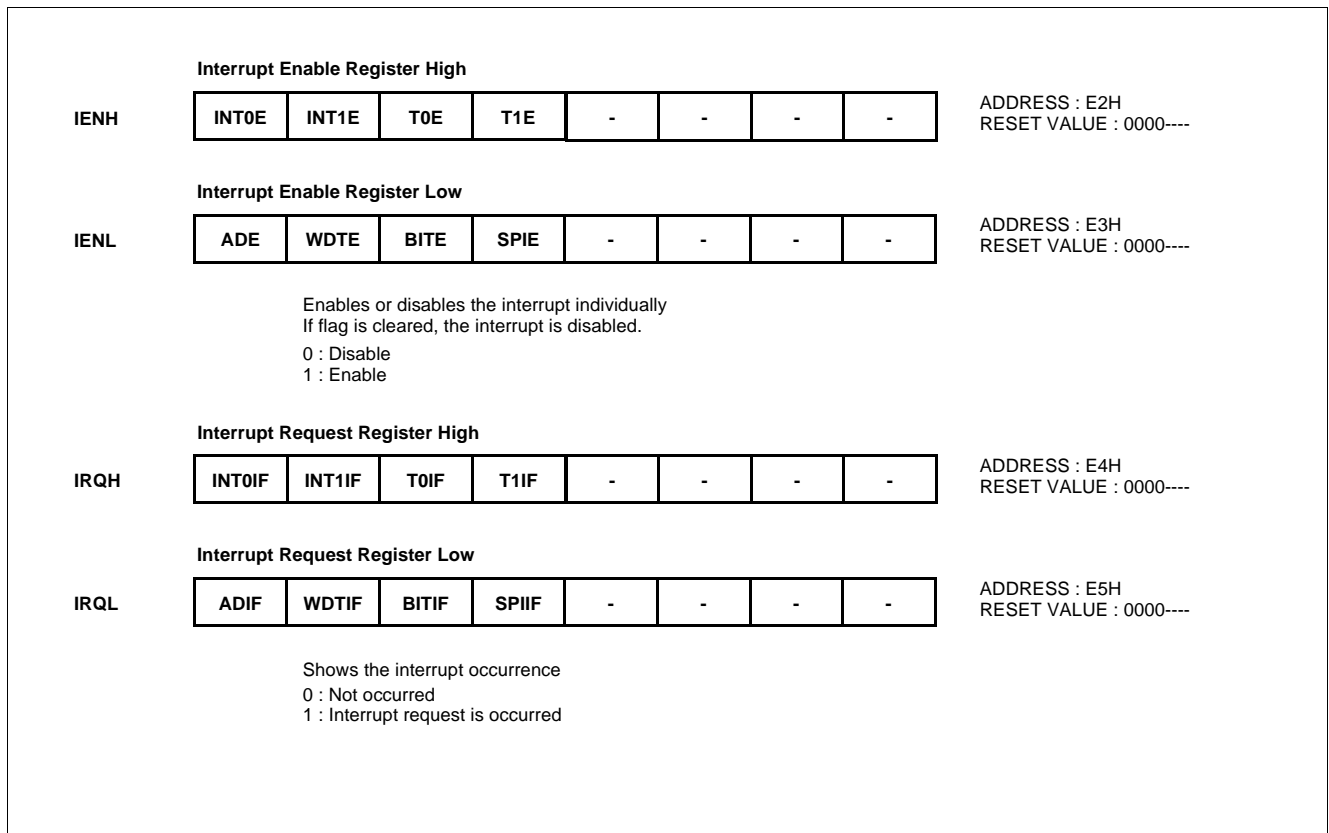 Interrupt Enable Register High
IENH INT0E INT1E T0E T1E - - - - ADDRESS : E2H
RESET VALUE : 0000----
Interrupt Enable Register Low
IENL ADE WDTE BITE SPIE - - - - ADDRESS : E3H
RESET VALUE : 0000----
Enables or disables the interrupt individually
If flag is cleared, the interrupt is disabled.
0 : Disable
1 : Enable
Interrupt Request Register High
IRQH INT0IF INT1IF T0IF T1IF - - - - ADDRESS : E4H
RESET VALUE : 0000----
Interrupt Request Register Low
IRQL ADIF WDTIF BITIF SPIIF - - - - ADDRESS : E5H
RESET VALUE : 0000----
Shows the interrupt occurrence
0 : Not occurred
1 : Interrupt request is occurred